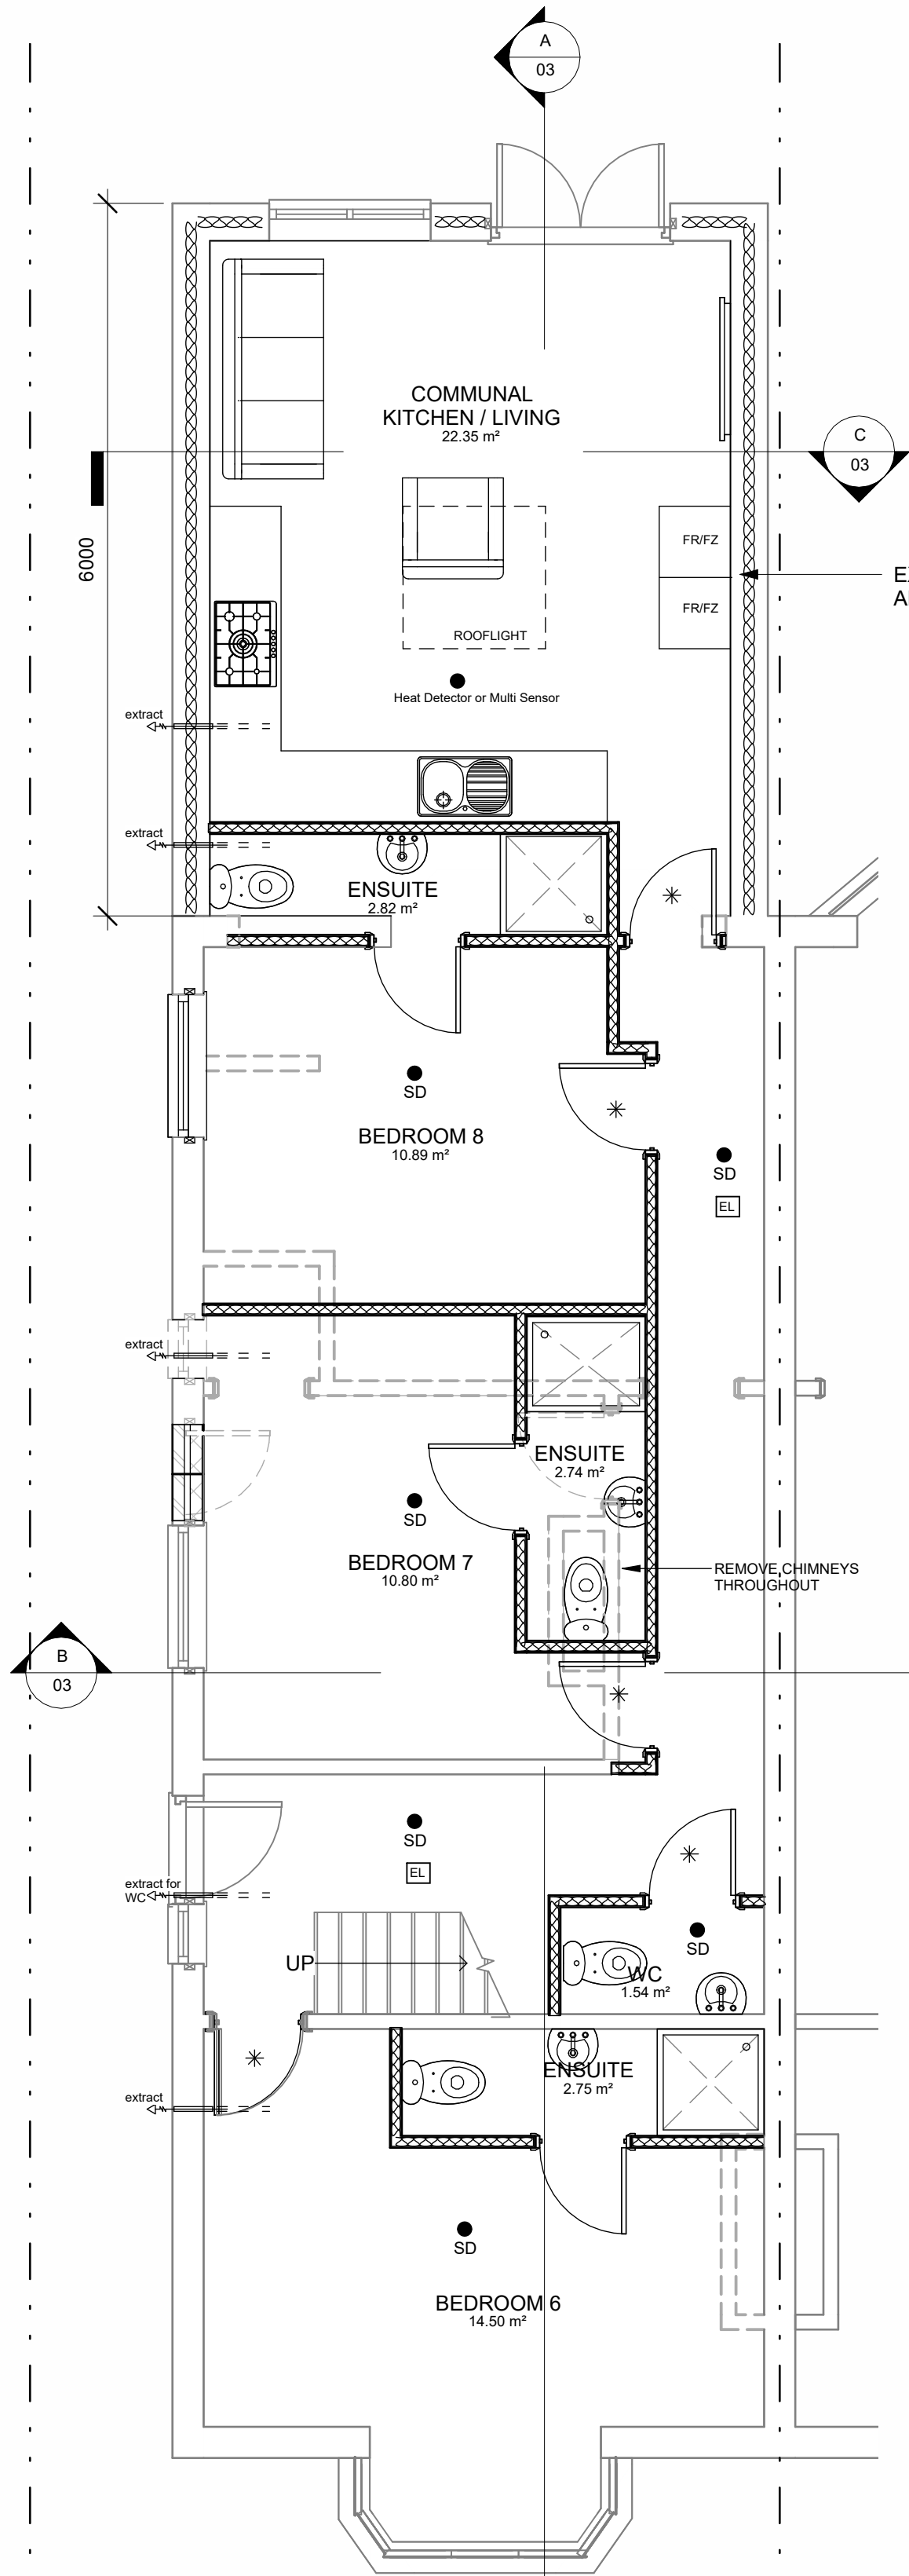 A
03
COMMUNAL
KITCHEN / LIVING
22.35 m²
C
03
6000
FR/FZ
FR/FZ
ROOFLIGHT
Heat Detector or Multi Sensor
extract
extract
ENSUITE
2.82 m²
SD
BEDROOM 8
10.89 m²
SD
EL
extract
ENSUITE
2.74 m²
SD
BEDROOM 7
10.80 m²
REMOVE CHIMNEYS
THROUGHOUT
B
03
SD
EL
extract for
WC
SD
UP
WC
1.54 m²
ENSUITE
2.75 m²
extract
SD
BEDROOM 6
14.50 m²